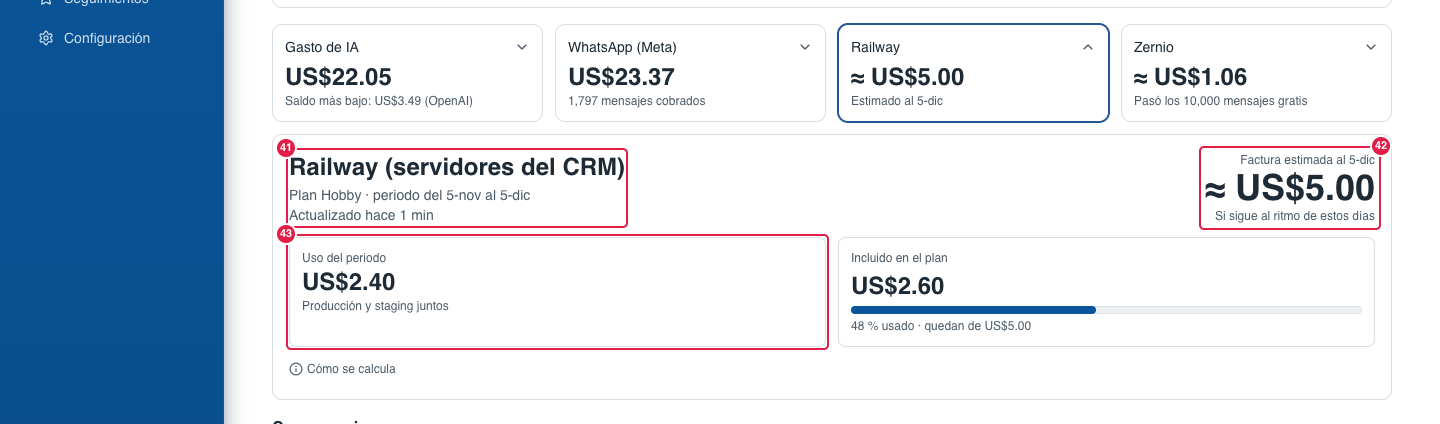 Seguimientos
Configuración
Gasto de IA
US$22.05
Saldo más bajo: US$3.49 (OpenAI)
WhatsApp (Meta)
US$23.37
1,797 mensajes cobrados
Railway
≈ US$5.00
Estimado al 5-dic
Zernio
≈ US$1.06
Pasó los 10,000 mensajes gratis
41
Railway (servidores del CRM)
Plan Hobby · periodo del 5-nov al 5-dic
Actualizado hace 1 min
42
Factura estimada al 5-dic
≈ US$5.00
Si sigue al ritmo de estos días
43
Uso del periodo
US$2.40
Producción y staging juntos
Incluido en el plan
US$2.60
48 % usado · quedan de US$5.00
Cómo se calcula